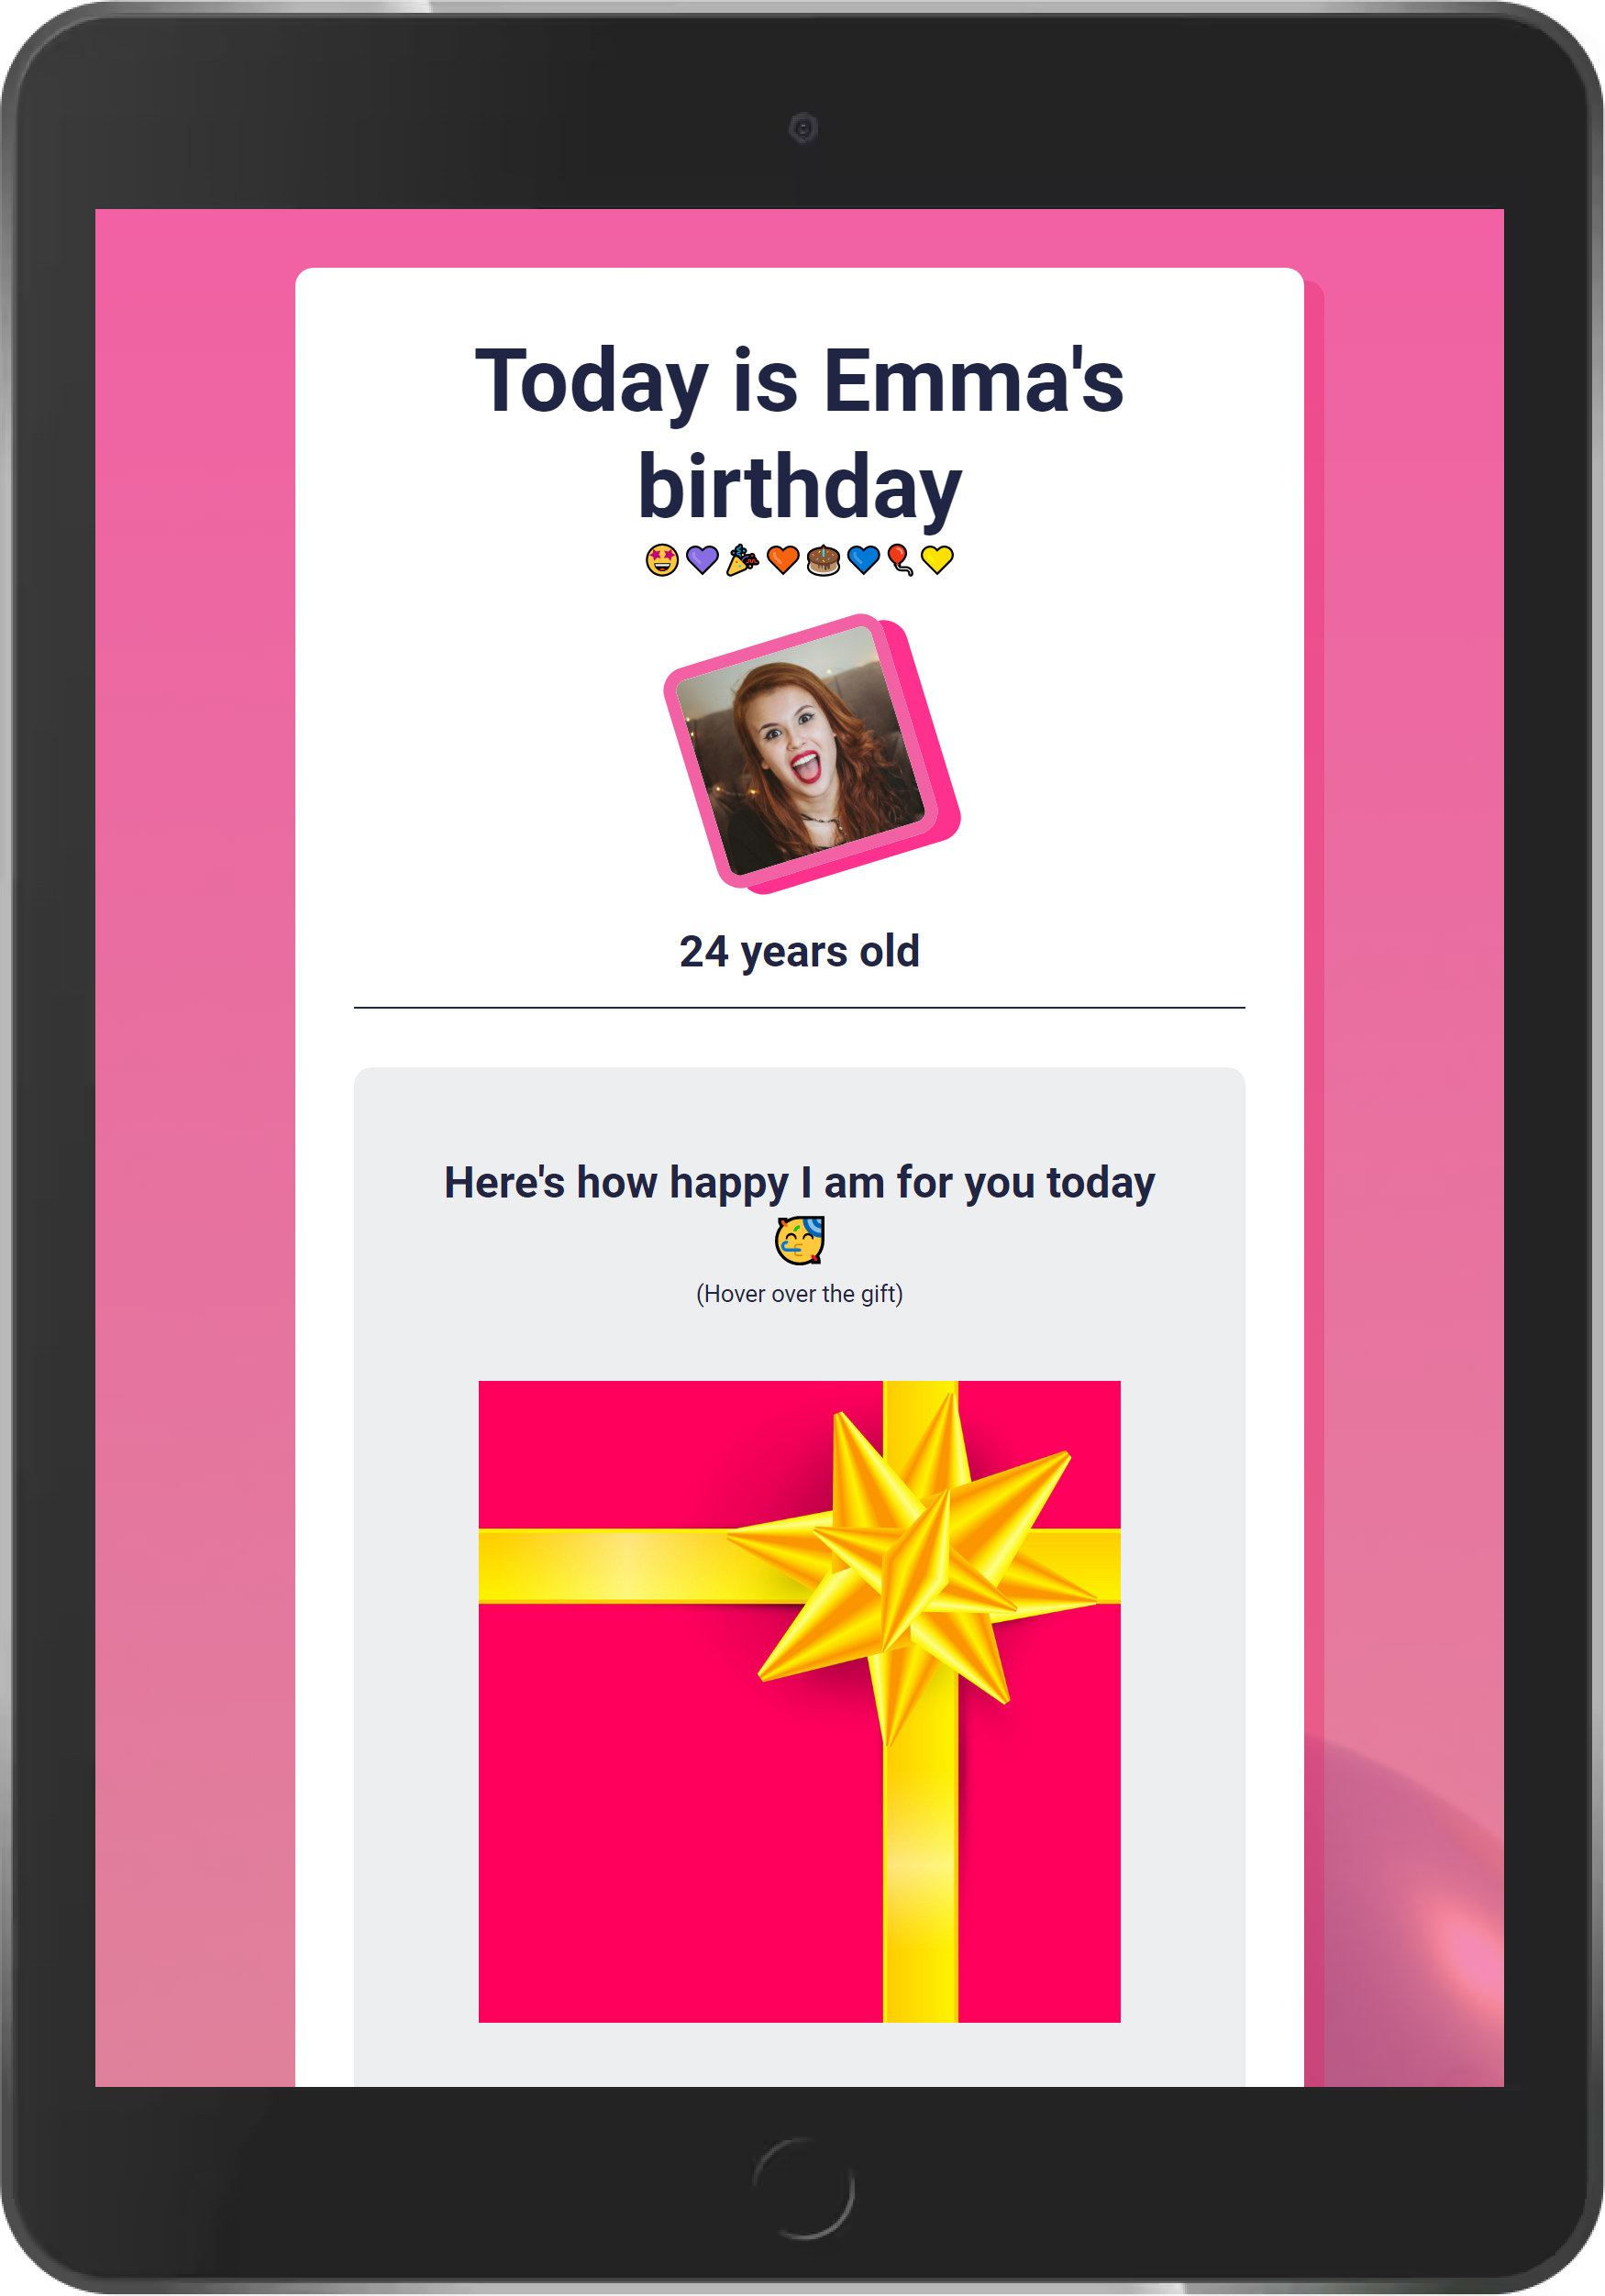 Today is Emma's
birthday
🤩💜🎉🧡🎂💙🎈💛
24 years old
Here's how happy I am for you today
🥳
(Hover over the gift)